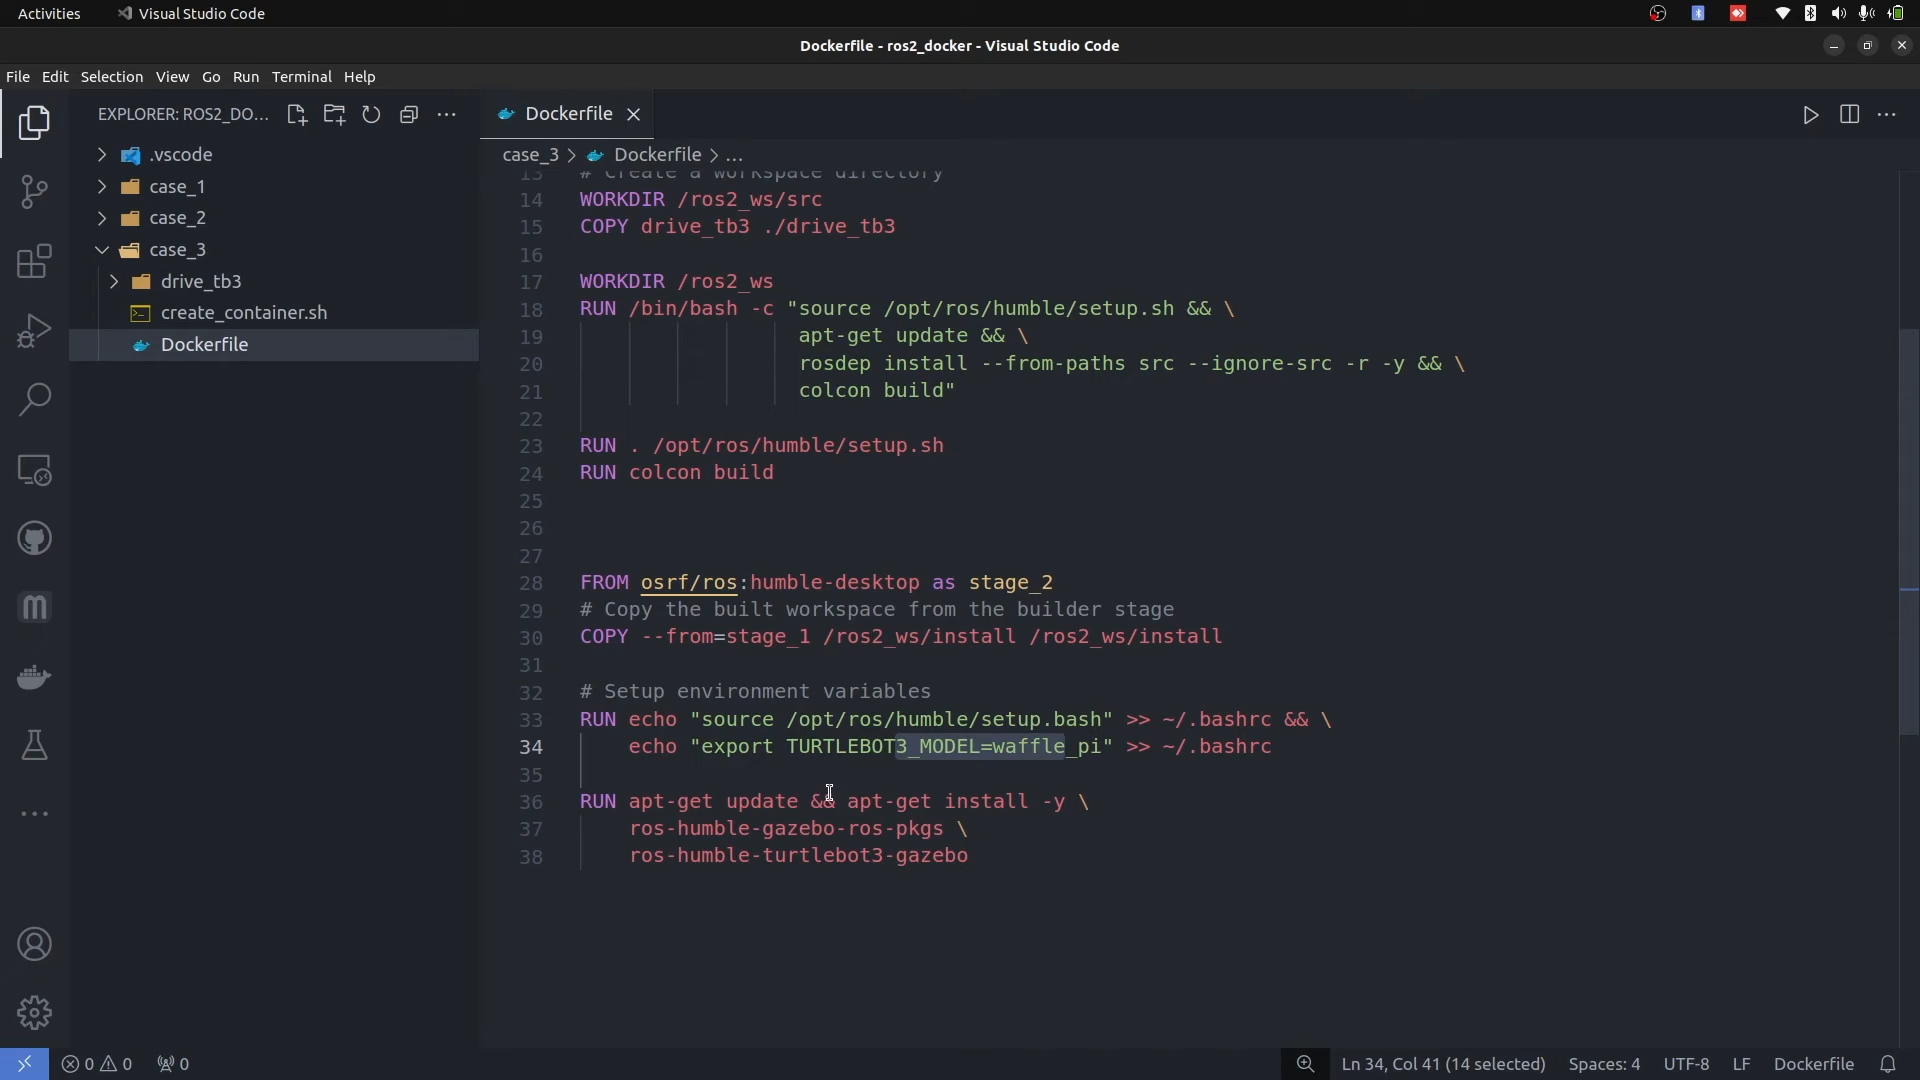 Activities
Visual Studio Code
Dockerfile - ros2_docker - Visual Studio Code
File Edit Selection View Go Run Terminal Help
EXPLORER: ROS2_DO...
.vscode
case_1
case_2
case_3
drive_tb3
create_container.sh
Dockerfile
Dockerfile
case_3 > Dockerfile > ...
13 # Create a workspace directory
14 WORKDIR /ros2_ws/src
15 COPY drive_tb3 ./drive_tb3
16
17 WORKDIR /ros2_ws
18 RUN /bin/bash -c "source /opt/ros/humble/setup.sh && \
19 apt-get update && \
20 rosdep install --from-paths src --ignore-src -r -y && \
21 colcon build"
22
23 RUN . /opt/ros/humble/setup.sh
24 RUN colcon build
25
26
27
28 FROM osrf/ros:humble-desktop as stage_2
29 # Copy the built workspace from the builder stage
30 COPY --from=stage_1 /ros2_ws/install /ros2_ws/install
31
32 # Setup environment variables
33 RUN echo "source /opt/ros/humble/setup.bash" >> ~/.bashrc && \
34 echo "export TURTLEBOT3_MODEL=waffle_pi" >> ~/.bashrc
35
36 RUN apt-get update && apt-get install -y \
37 ros-humble-gazebo-ros-pkgs \
38 ros-humble-turtlebot3-gazebo
0 0 0
Ln 34, Col 41 (14 selected) Spaces: 4 UTF-8 LF Dockerfile